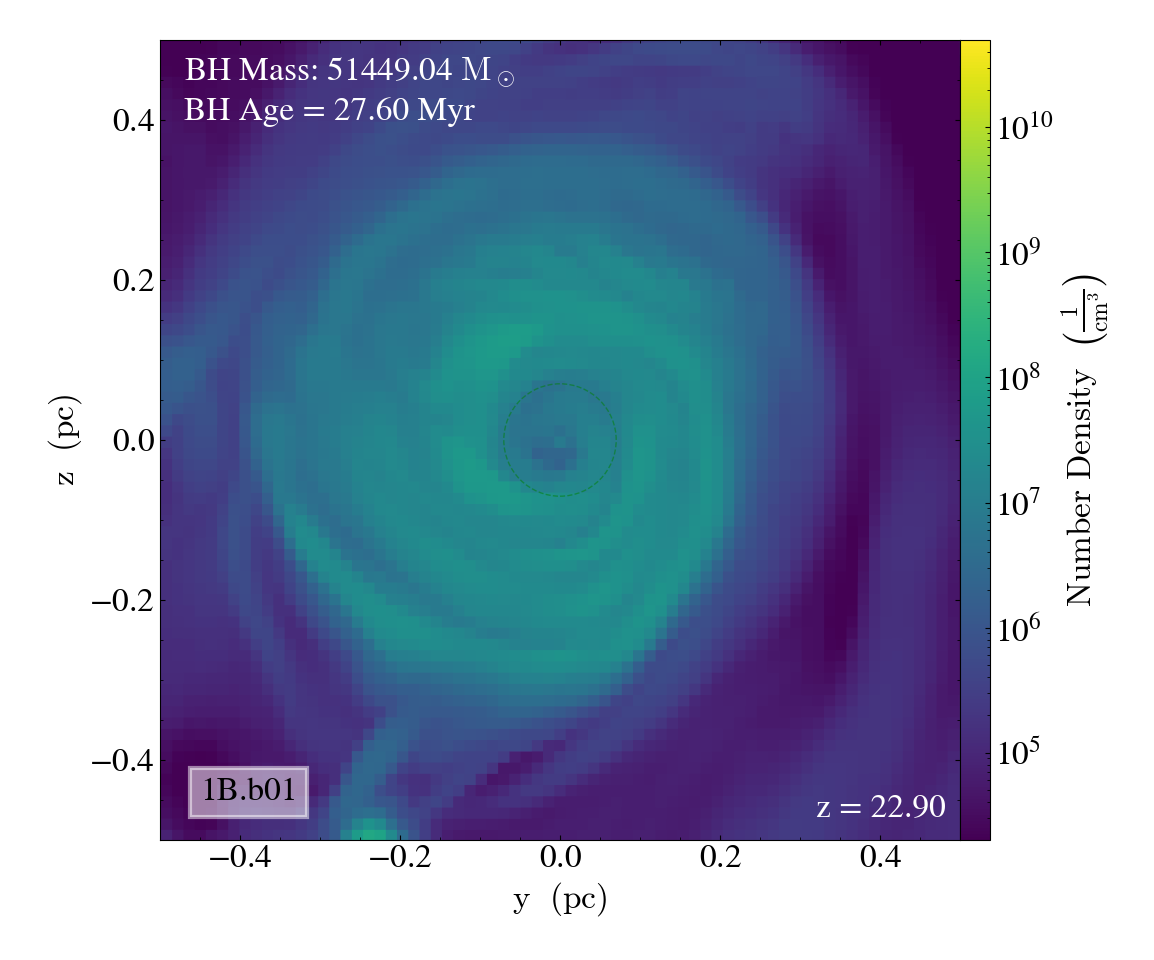 BH Mass: 51449.04 M⊙
BH Age = 27.60 Myr
0.4
0.2
0.0
−0.2
−0.4
z (pc)
1B.b01
z = 22.90
−0.4 −0.2 0.0 0.2 0.4
y (pc)
10¹⁰
10⁹
10⁸
10⁷
10⁶
10⁵
Number Density (1/cm³)